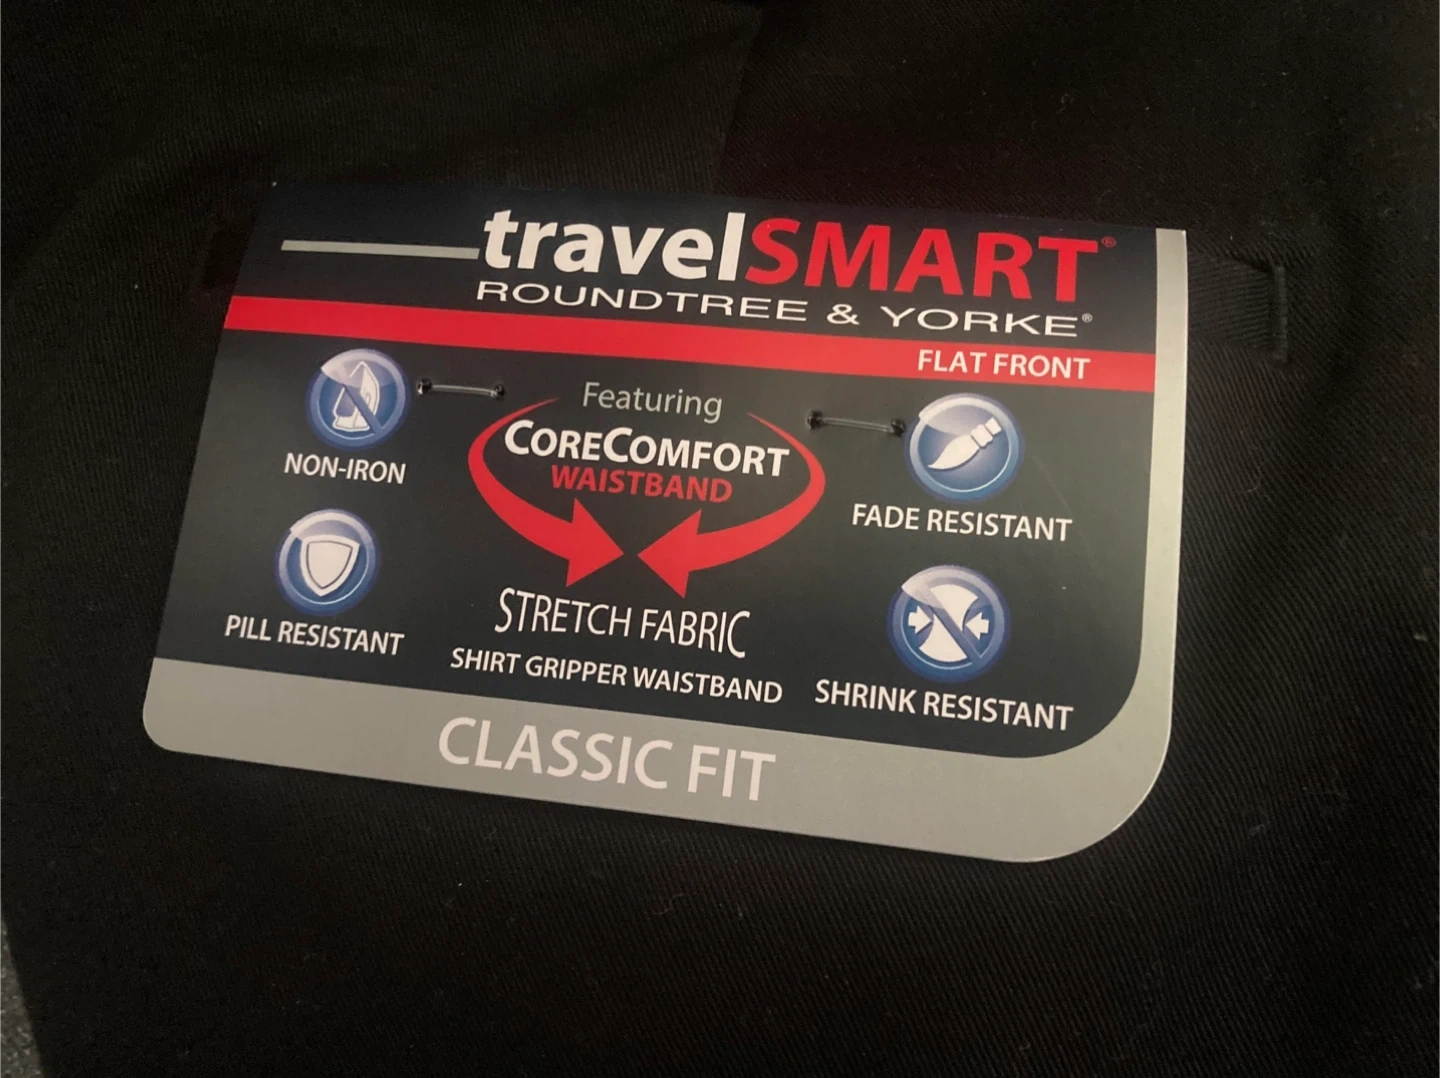 travelSMART®
ROUNDTREE & YORKE®
FLAT FRONT
NON-IRON
PILL RESISTANT
Featuring
CORECOMFORT
WAISTBAND
STRETCH FABRIC
SHIRT GRIPPER WAISTBAND
FADE RESISTANT
SHRINK RESISTANT
CLASSIC FIT